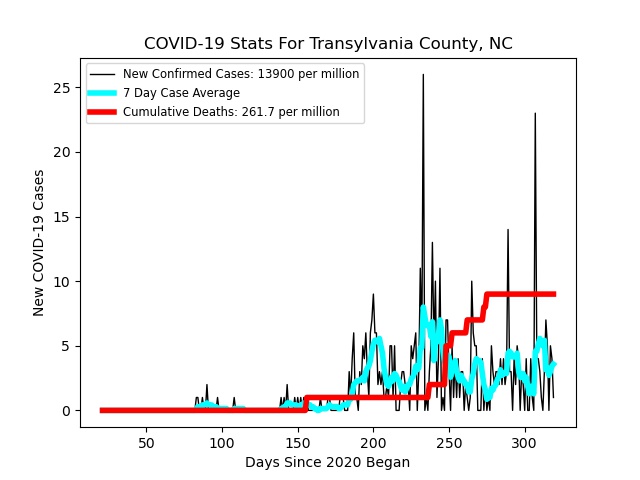 COVID-19 Stats For Transylvania County, NC
New Confirmed Cases: 13900 per million
7 Day Case Average
Cumulative Deaths: 261.7 per million
New COVID-19 Cases
25
20
15
10
5
0
50 100 150 200 250 300
Days Since 2020 Began